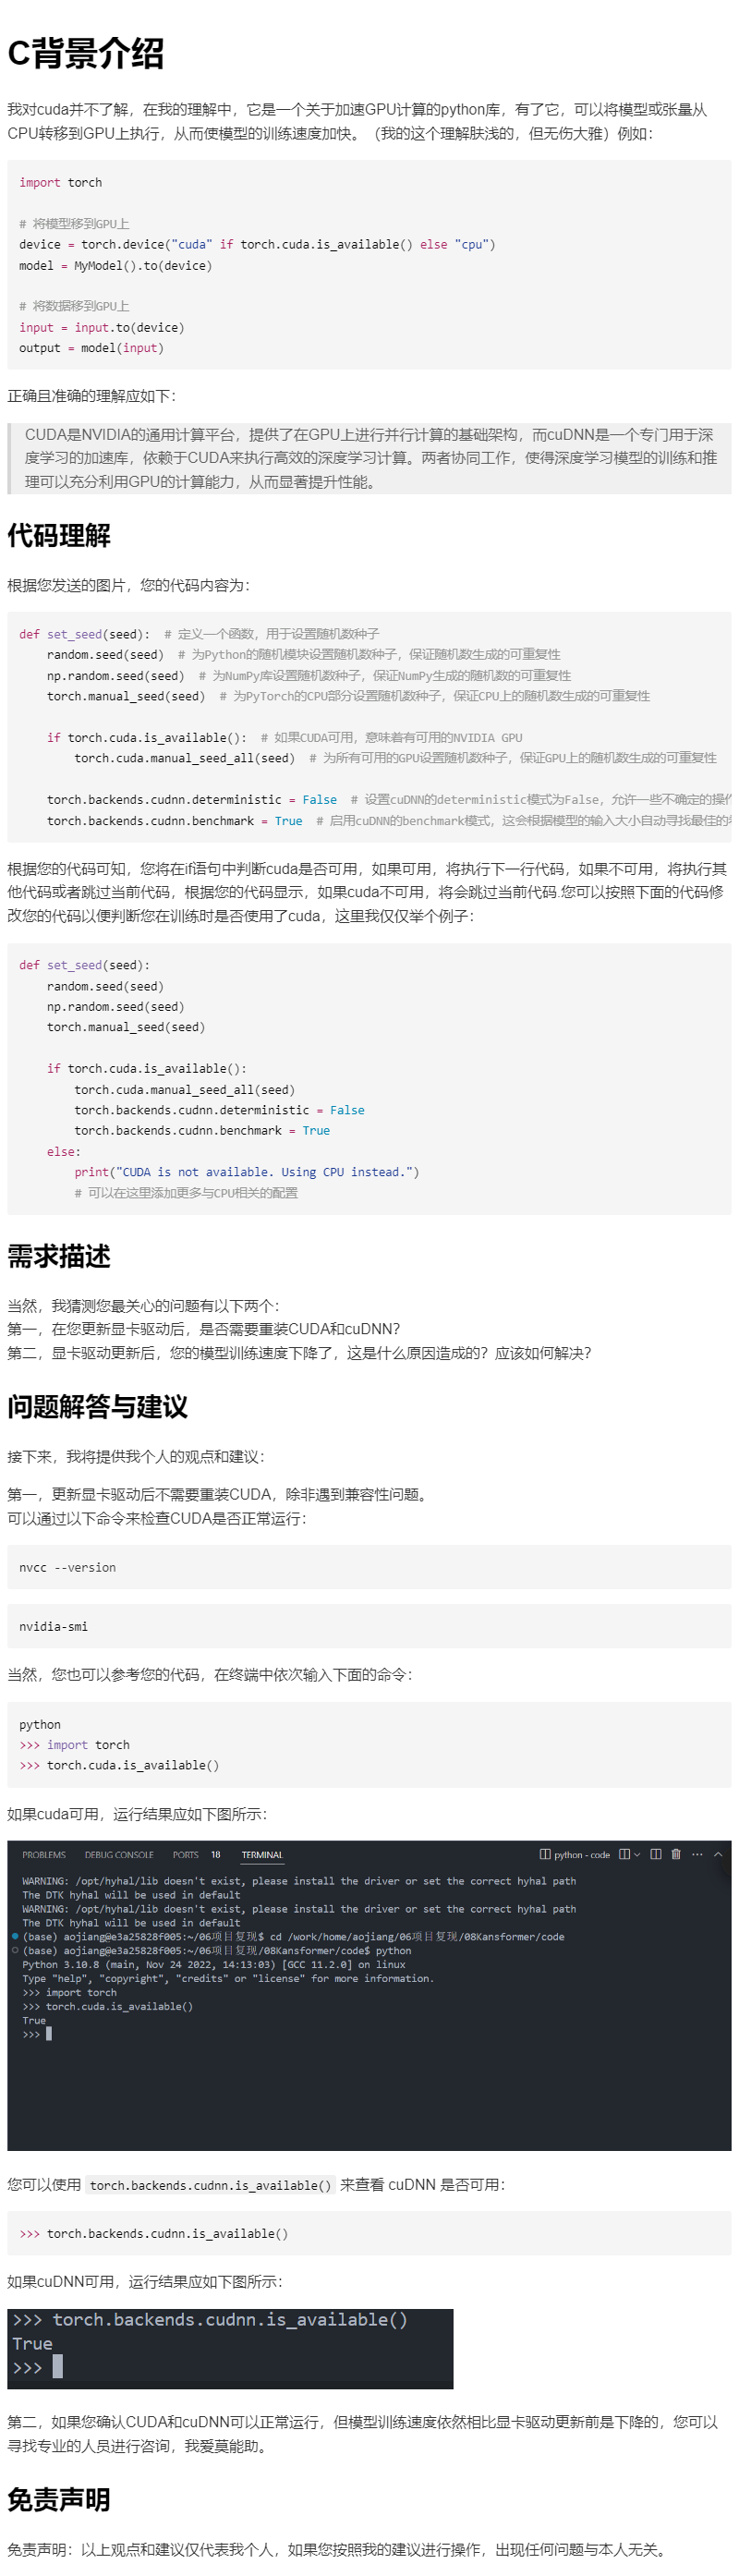 C背景介绍
我对cuda并不了解，在我的理解中，它是一个关于加速GPU计算的python库，有了它，可以将模型或张量从
CPU转移到GPU上执行，从而使模型的训练速度加快。（我的这个理解肤浅的，但无伤大雅）例如：
import torch
# 将模型移到GPU上
device = torch.device("cuda" if torch.cuda.is_available() else "cpu")
model = MyModel().to(device)
# 将数据移到GPU上
input = input.to(device)
output = model(input)
正确且准确的理解应如下：
CUDA是NVIDIA的通用计算平台，提供了在GPU上进行并行计算的基础架构，而cuDNN是一个专门用于深
度学习的加速库，依赖于CUDA来执行高效的深度学习计算。两者协同工作，使得深度学习模型的训练和推
理可以充分利用GPU的计算能力，从而显著提升性能。
代码理解
根据您发送的图片，您的代码内容为：
def set_seed(seed):  # 定义一个函数，用于设置随机数种子
    random.seed(seed)  # 为Python的随机模块设置随机数种子，保证随机数生成的可重复性
    np.random.seed(seed)  # 为NumPy库设置随机数种子，保证NumPy生成的随机数的可重复性
    torch.manual_seed(seed)  # 为PyTorch的CPU部分设置随机数种子，保证CPU上的随机数生成的可重复性
    if torch.cuda.is_available():  # 如果CUDA可用，意味着有可用的NVIDIA GPU
        torch.cuda.manual_seed_all(seed)  # 为所有可用的GPU设置随机数种子，保证GPU上的随机数生成的可重复性
    torch.backends.cudnn.deterministic = False  # 设置cuDNN的deterministic模式为False，允许一些不确定的操
    torch.backends.cudnn.benchmark = True  # 启用cuDNN的benchmark模式，这会根据模型的输入大小自动寻找最佳的
根据您的代码可知，您将在if语句中判断cuda是否可用，如果可用，将执行下一行代码，如果不可用，将执行其
他代码或者跳过当前代码，根据您的代码显示，如果cuda不可用，将会跳过当前代码.您可以按照下面的代码修
改您的代码以便判断您在训练时是否使用了cuda，这里我仅仅举个例子：
def set_seed(seed):
    random.seed(seed)
    np.random.seed(seed)
    torch.manual_seed(seed)
    if torch.cuda.is_available():
        torch.cuda.manual_seed_all(seed)
        torch.backends.cudnn.deterministic = False
        torch.backends.cudnn.benchmark = True
    else:
        print("CUDA is not available. Using CPU instead.")
        # 可以在这里添加更多与CPU相关的配置
需求描述
当然，我猜测您最关心的问题有以下两个：
第一，在您更新显卡驱动后，是否需要重装CUDA和cuDNN？
第二，显卡驱动更新后，您的模型训练速度下降了，这是什么原因造成的？应该如何解决？
问题解答与建议
接下来，我将提供我个人的观点和建议：
第一，更新显卡驱动后不需要重装CUDA，除非遇到兼容性问题。
可以通过以下命令来检查CUDA是否正常运行：
nvcc --version
nvidia-smi
当然，您也可以参考您的代码，在终端中依次输入下面的命令：
python
>>> import torch
>>> torch.cuda.is_available()
如果cuda可用，运行结果应如下图所示：
PROBLEMS DEBUG CONSOLE PORTS 18 TERMINAL python - code
WARNING: /opt/hyhal/lib doesn't exist, please install the driver or set the correct hyhal path
The DTK hyhal will be used in default
WARNING: /opt/hyhal/lib doesn't exist, please install the driver or set the correct hyhal path
The DTK hyhal will be used in default
(base) aojiang@e3a25828f005:~/06项目复现$ cd /work/home/aojiang/06项目复现/08Kansformer/code
(base) aojiang@e3a25828f005:~/06项目复现/08Kansformer/code$ python
Python 3.10.8 (main, Nov 24 2022, 14:13:03) [GCC 11.2.0] on linux
Type "help", "copyright", "credits" or "license" for more information.
>>> import torch
>>> torch.cuda.is_available()
True
>>>
您可以使用 torch.backends.cudnn.is_available() 来查看 cuDNN 是否可用：
>>> torch.backends.cudnn.is_available()
如果cuDNN可用，运行结果应如下图所示：
>>> torch.backends.cudnn.is_available()
True
>>>
第二，如果您确认CUDA和cuDNN可以正常运行，但模型训练速度依然相比显卡驱动更新前是下降的，您可以
寻找专业的人员进行咨询，我爱莫能助。
免责声明
免责声明：以上观点和建议仅代表我个人，如果您按照我的建议进行操作，出现任何问题与本人无关。